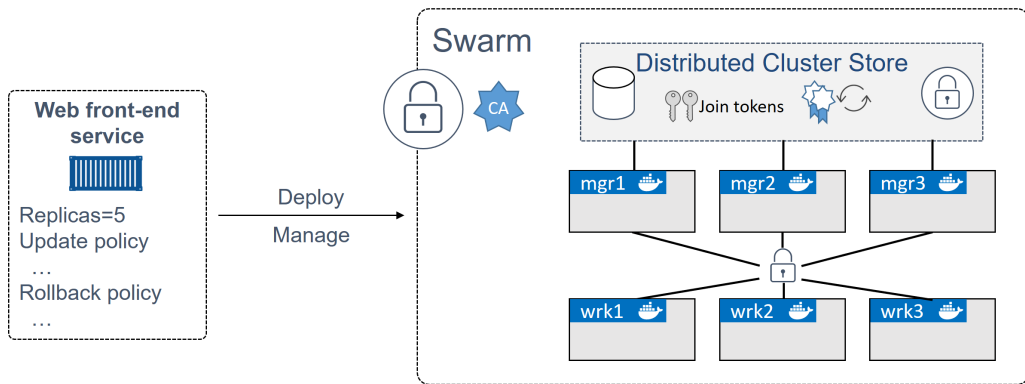 Web front-end
service
Replicas=5
Update policy
...
Rollback policy
...
Deploy
Manage
Swarm
CA
Distributed Cluster Store
Join tokens
mgr1
mgr2
mgr3
wrk1
wrk2
wrk3